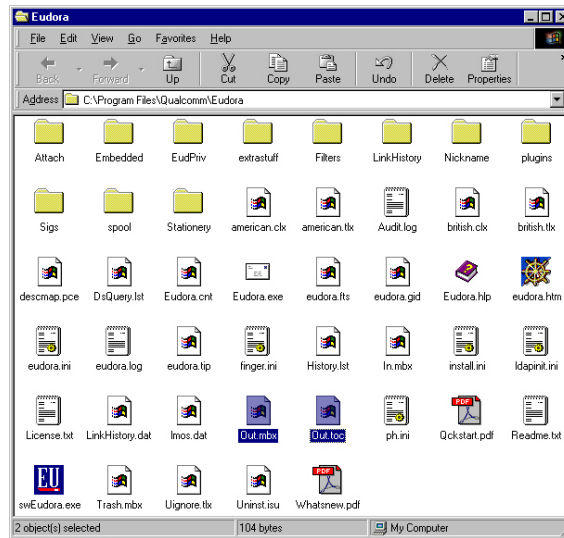 Eudora
File Edit View Go Favorites Help
Back Forward Up Cut Copy Paste Undo Delete Properties
Address C:\Program Files\Qualcomm\Eudora
Attach Embedded EudPriv extrastuff Filters LinkHistory Nickname plugins
Sigs spool Stationery american.clx american.tlx Audit.log british.clx british.tlx
descmap.pce DsQuery.lst Eudora.cnt Eudora.exe eudora.fts eudora.gid Eudora.hlp eudora.htm
eudora.ini eudora.log eudora.tip finger.ini History.lst In.mbx install.ini ldapinit.ini
License.txt LinkHistory.dat lmos.dat Out.mbx Out.toc ph.ini Qckstart.pdf Readme.txt
swEudora.exe Trash.mbx Uignore.tlx Uninst.isu Whatsnew.pdf
2 object(s) selected 104 bytes My Computer